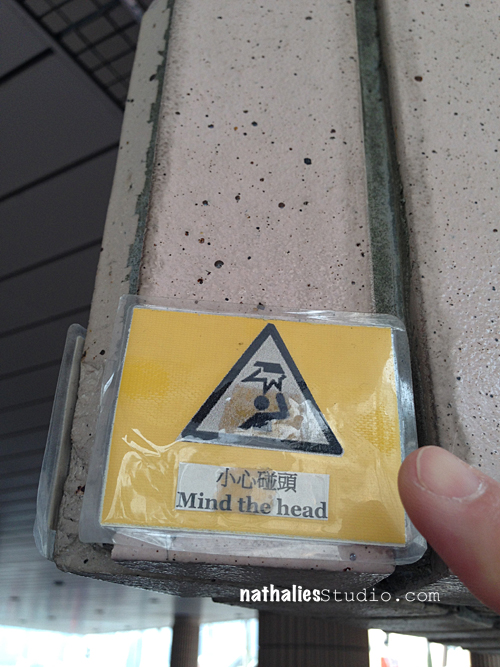 小心碰頭
Mind the head
nathaliesStudio.com